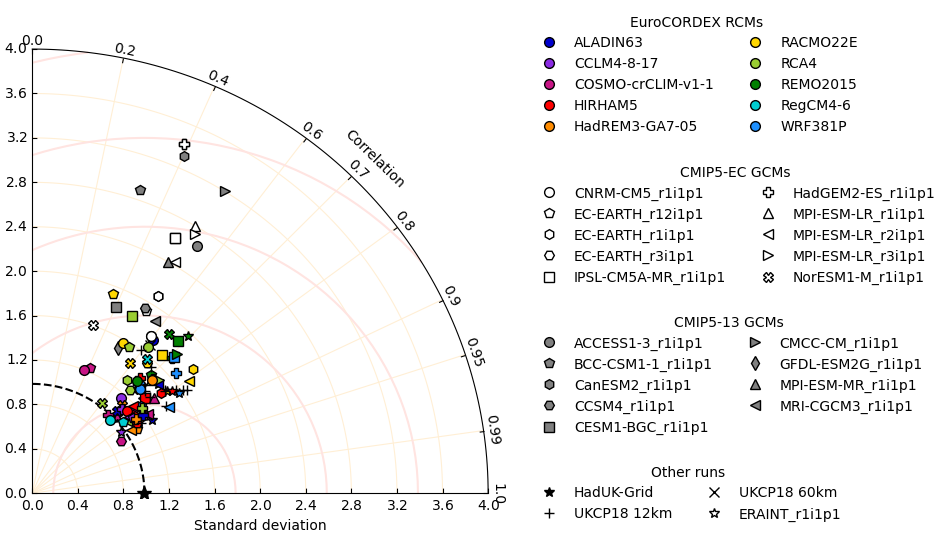 EuroCORDEX RCMs
ALADIN63
CCLM4-8-17
COSMO-crCLIM-v1-1
HIRHAM5
HadREM3-GA7-05
RACMO22E
RCA4
REMO2015
RegCM4-6
WRF381P
CMIP5-EC GCMs
CNRM-CM5_r1i1p1
EC-EARTH_r12i1p1
EC-EARTH_r1i1p1
EC-EARTH_r3i1p1
IPSL-CM5A-MR_r1i1p1
HadGEM2-ES_r1i1p1
MPI-ESM-LR_r1i1p1
MPI-ESM-LR_r2i1p1
MPI-ESM-LR_r3i1p1
NorESM1-M_r1i1p1
CMIP5-13 GCMs
ACCESS1-3_r1i1p1
BCC-CSM1-1_r1i1p1
CanESM2_r1i1p1
CCSM4_r1i1p1
CESM1-BGC_r1i1p1
CMCC-CM_r1i1p1
GFDL-ESM2G_r1i1p1
MPI-ESM-MR_r1i1p1
MRI-CGCM3_r1i1p1
Other runs
HadUK-Grid
UKCP18 12km
UKCP18 60km
ERAINT_r1i1p1
0.0
0.2
0.4
0.6
0.7
0.8
0.9
0.95
0.99
1.0
Correlation
4.0
3.6
3.2
2.8
2.4
2.0
1.6
1.2
0.8
0.4
0.0
0.0
0.4
0.8
1.2
1.6
2.0
2.4
2.8
3.2
3.6
4.0
Standard deviation